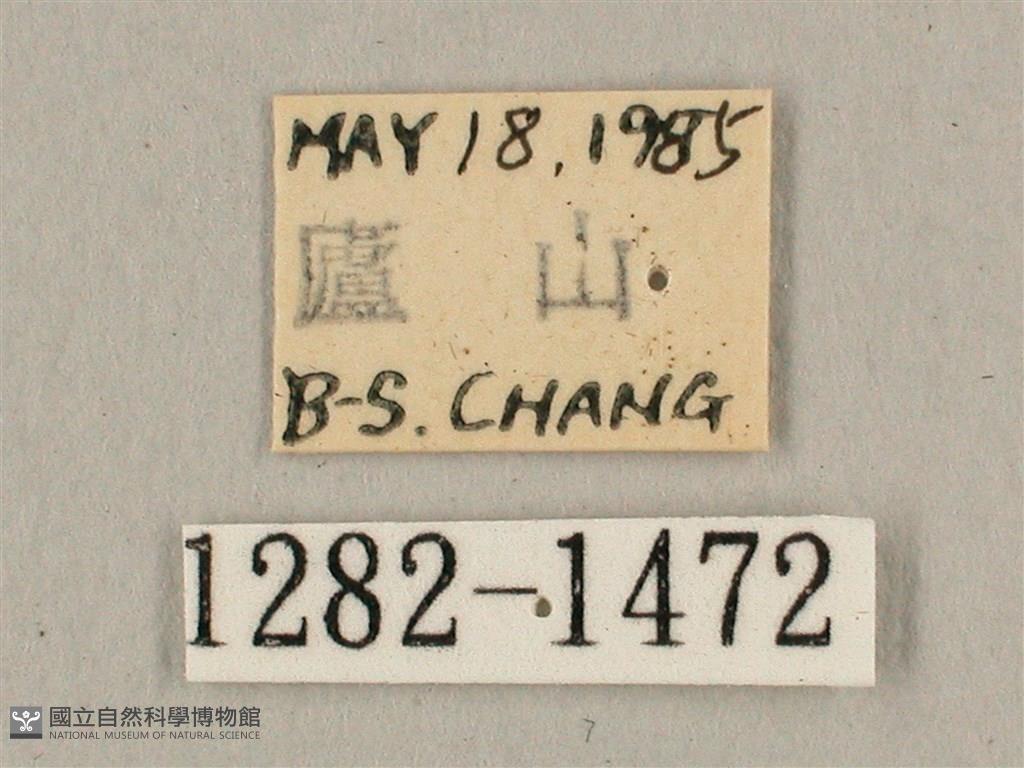 MAY 18, 1985
廬 山
B-S. CHANG
1282-1472
國立自然科學博物館
NATIONAL MUSEUM OF NATURAL SCIENCE